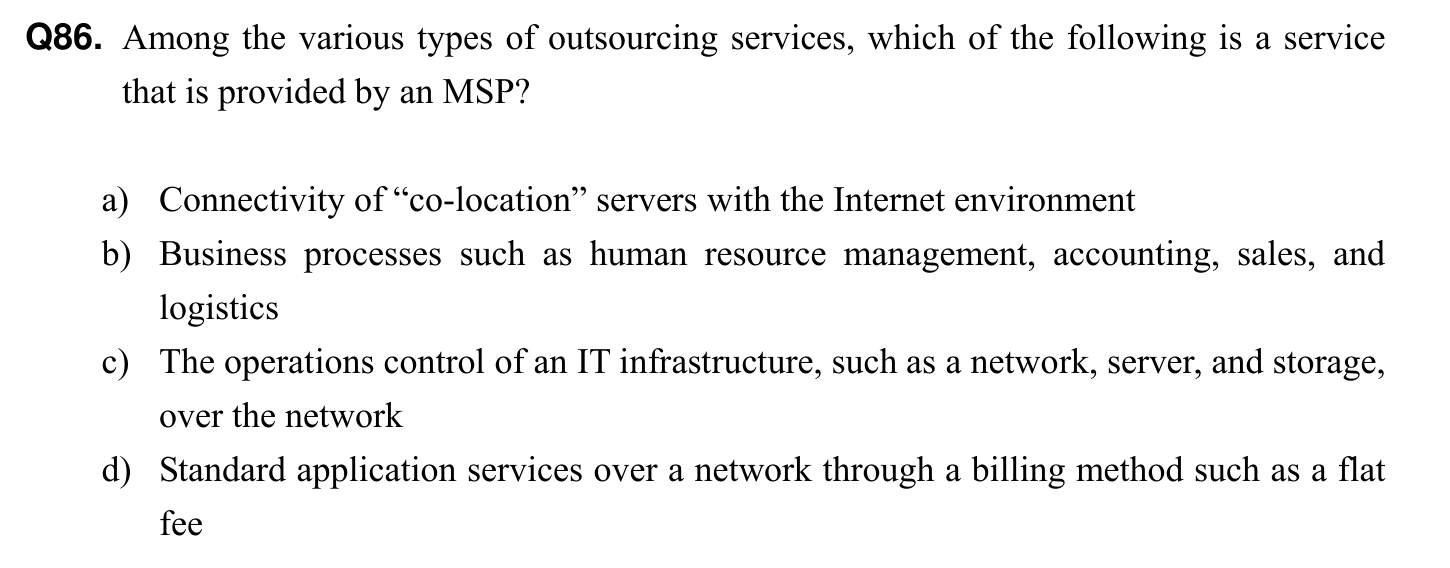 Q86. Among the various types of outsourcing services, which of the following is a service
that is provided by an MSP?
a) Connectivity of “co-location” servers with the Internet environment
b) Business processes such as human resource management, accounting, sales, and
logistics
c) The operations control of an IT infrastructure, such as a network, server, and storage,
over the network
d) Standard application services over a network through a billing method such as a flat
fee